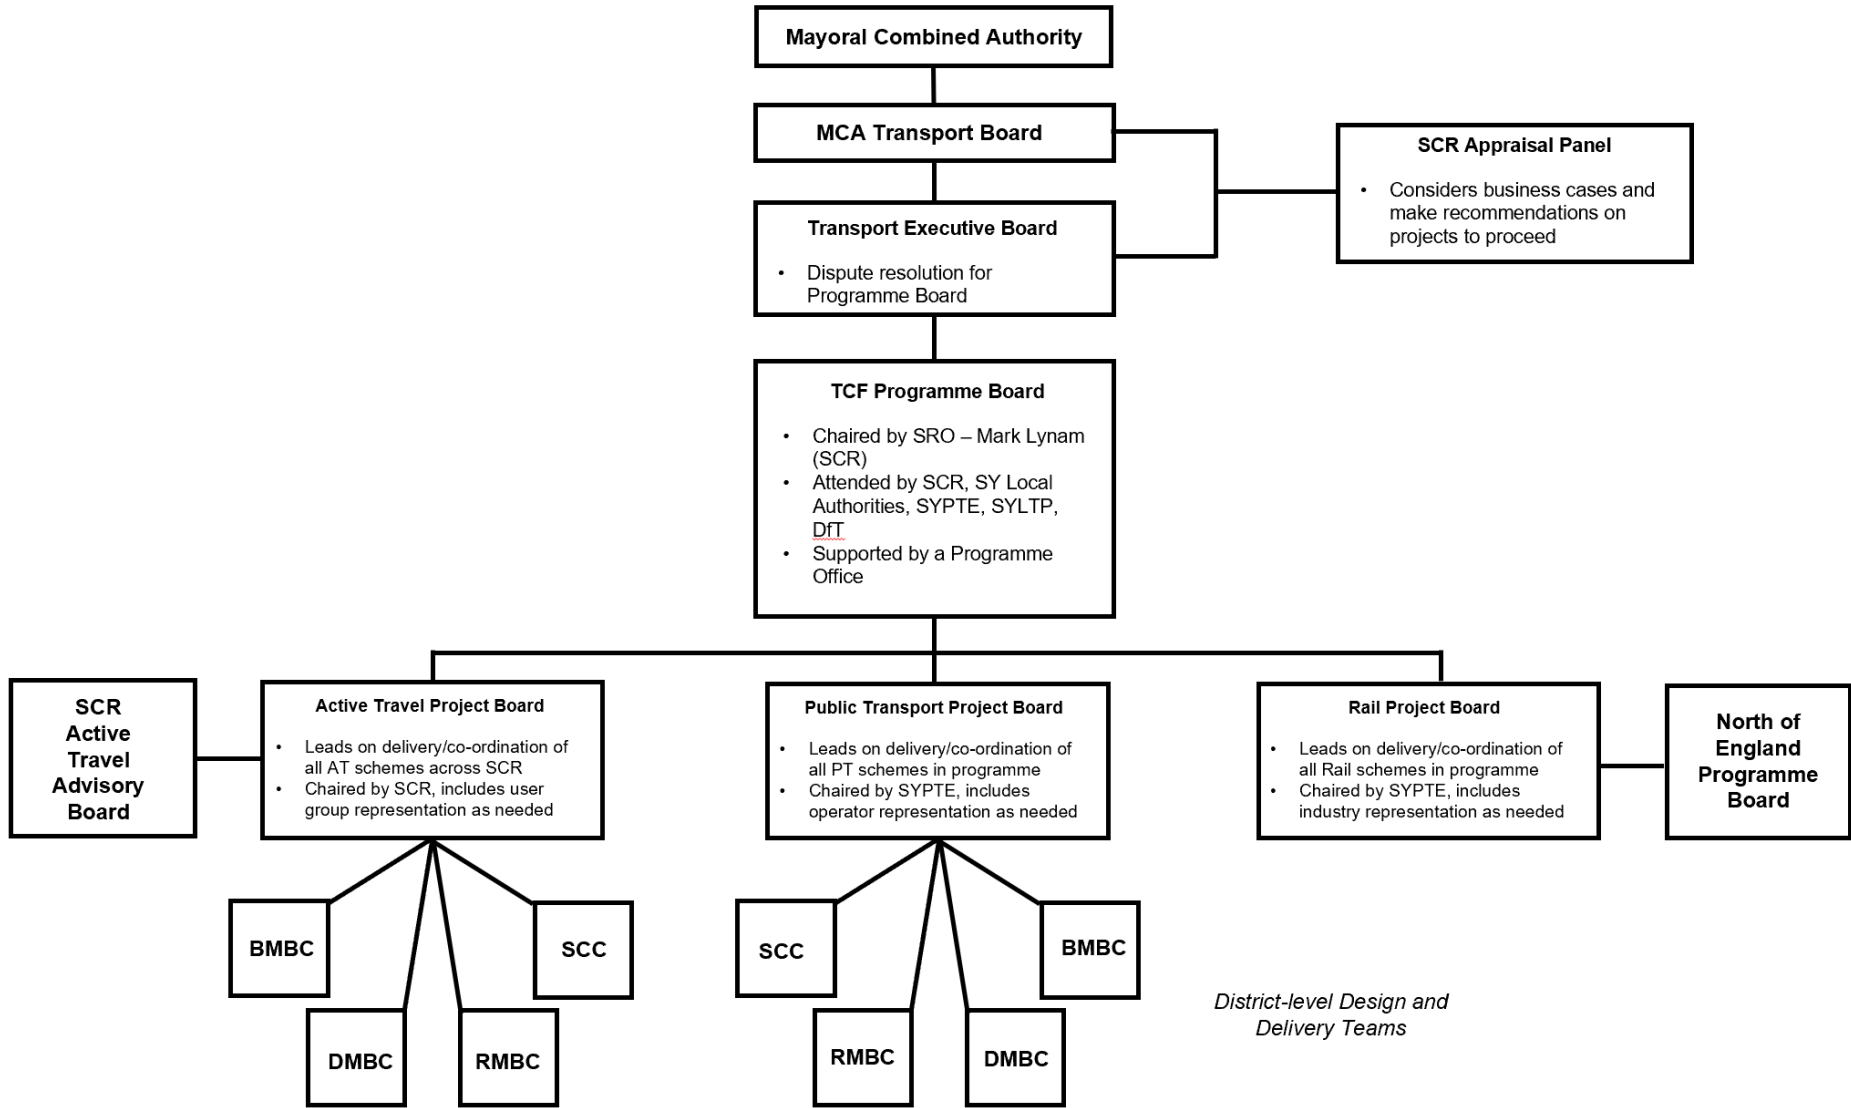 Mayoral Combined Authority
MCA Transport Board
SCR Appraisal Panel
• Considers business cases and
make recommendations on
projects to proceed
Transport Executive Board
• Dispute resolution for
Programme Board
TCF Programme Board
• Chaired by SRO – Mark Lynam
(SCR)
• Attended by SCR, SY Local
Authorities, SYPTE, SYLTP,
DfT
• Supported by a Programme
Office
SCR
Active
Travel
Advisory
Board
Active Travel Project Board
• Leads on delivery/co-ordination of
all AT schemes across SCR
• Chaired by SCR, includes user
group representation as needed
Public Transport Project Board
• Leads on delivery/co-ordination of
all PT schemes in programme
• Chaired by SYPTE, includes
operator representation as needed
Rail Project Board
• Leads on delivery/co-ordination of
all Rail schemes in programme
• Chaired by SYPTE, includes
industry representation as needed
North of
England
Programme
Board
BMBC
DMBC
RMBC
SCC
SCC
RMBC
DMBC
BMBC
District-level Design and
Delivery Teams